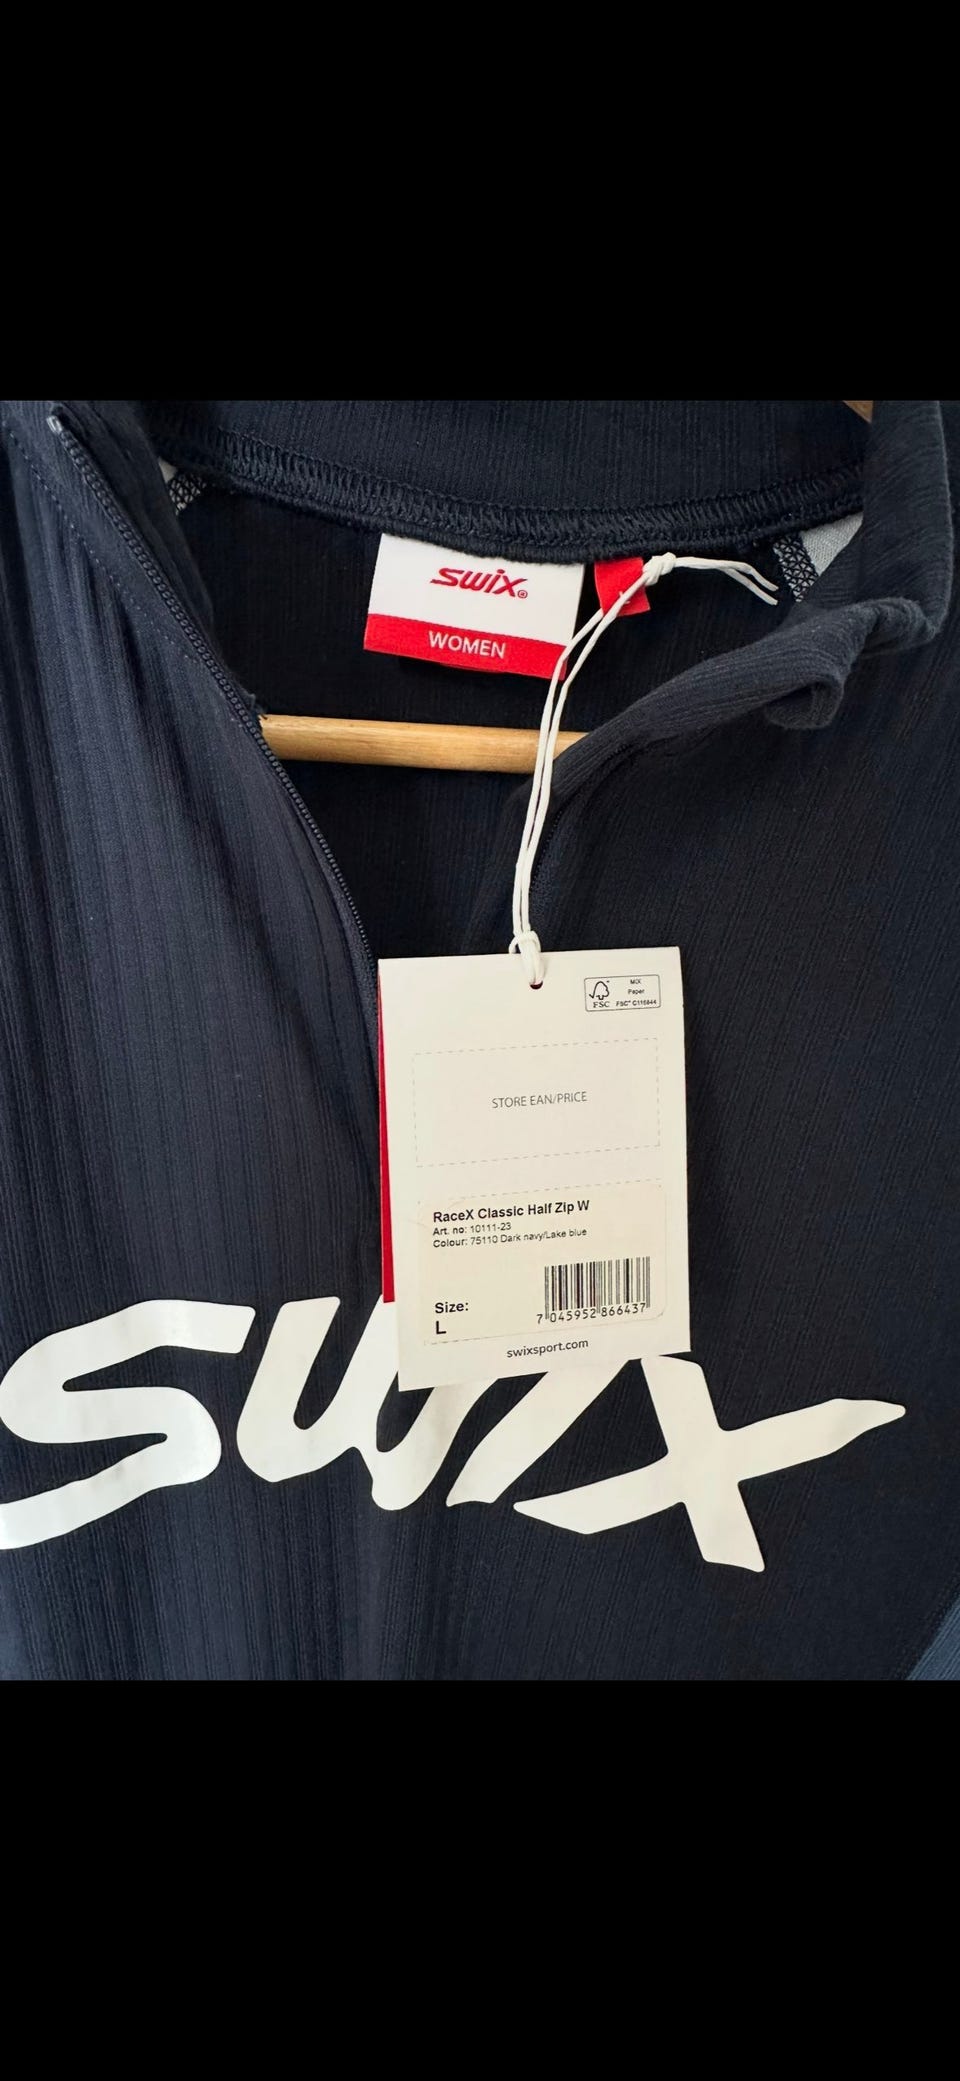 swix®
WOMEN
MIX
Paper
FSC FSC® C116844
STORE EAN/PRICE
RaceX Classic Half Zip W
Art. no: 10111-23
Colour: 75110 Dark navy/Lake blue
Size:
L
7 045952 866437
swixsport.com
swix